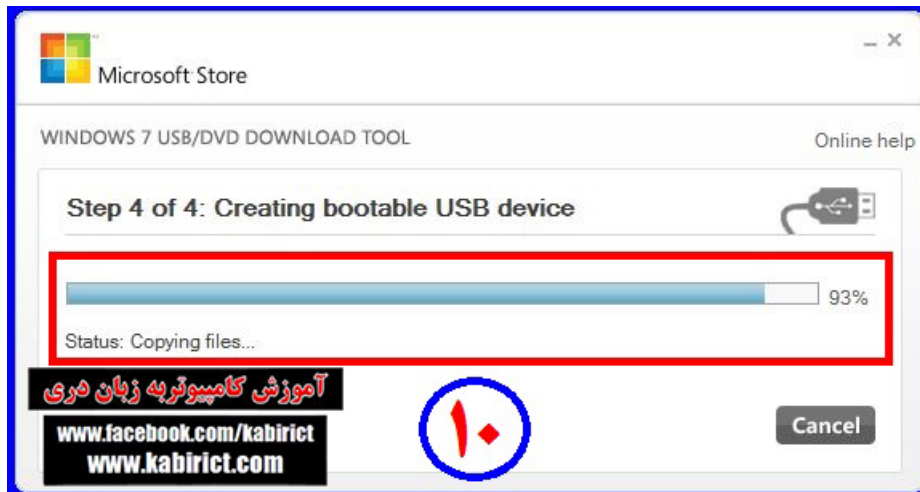 Microsoft Store
WINDOWS 7 USB/DVD DOWNLOAD TOOL
Online help
Step 4 of 4: Creating bootable USB device
93%
Status: Copying files...
آموزش کامپیوتربه زبان دری
www.facebook.com/kabirict
www.kabirict.com
۱۰
Cancel